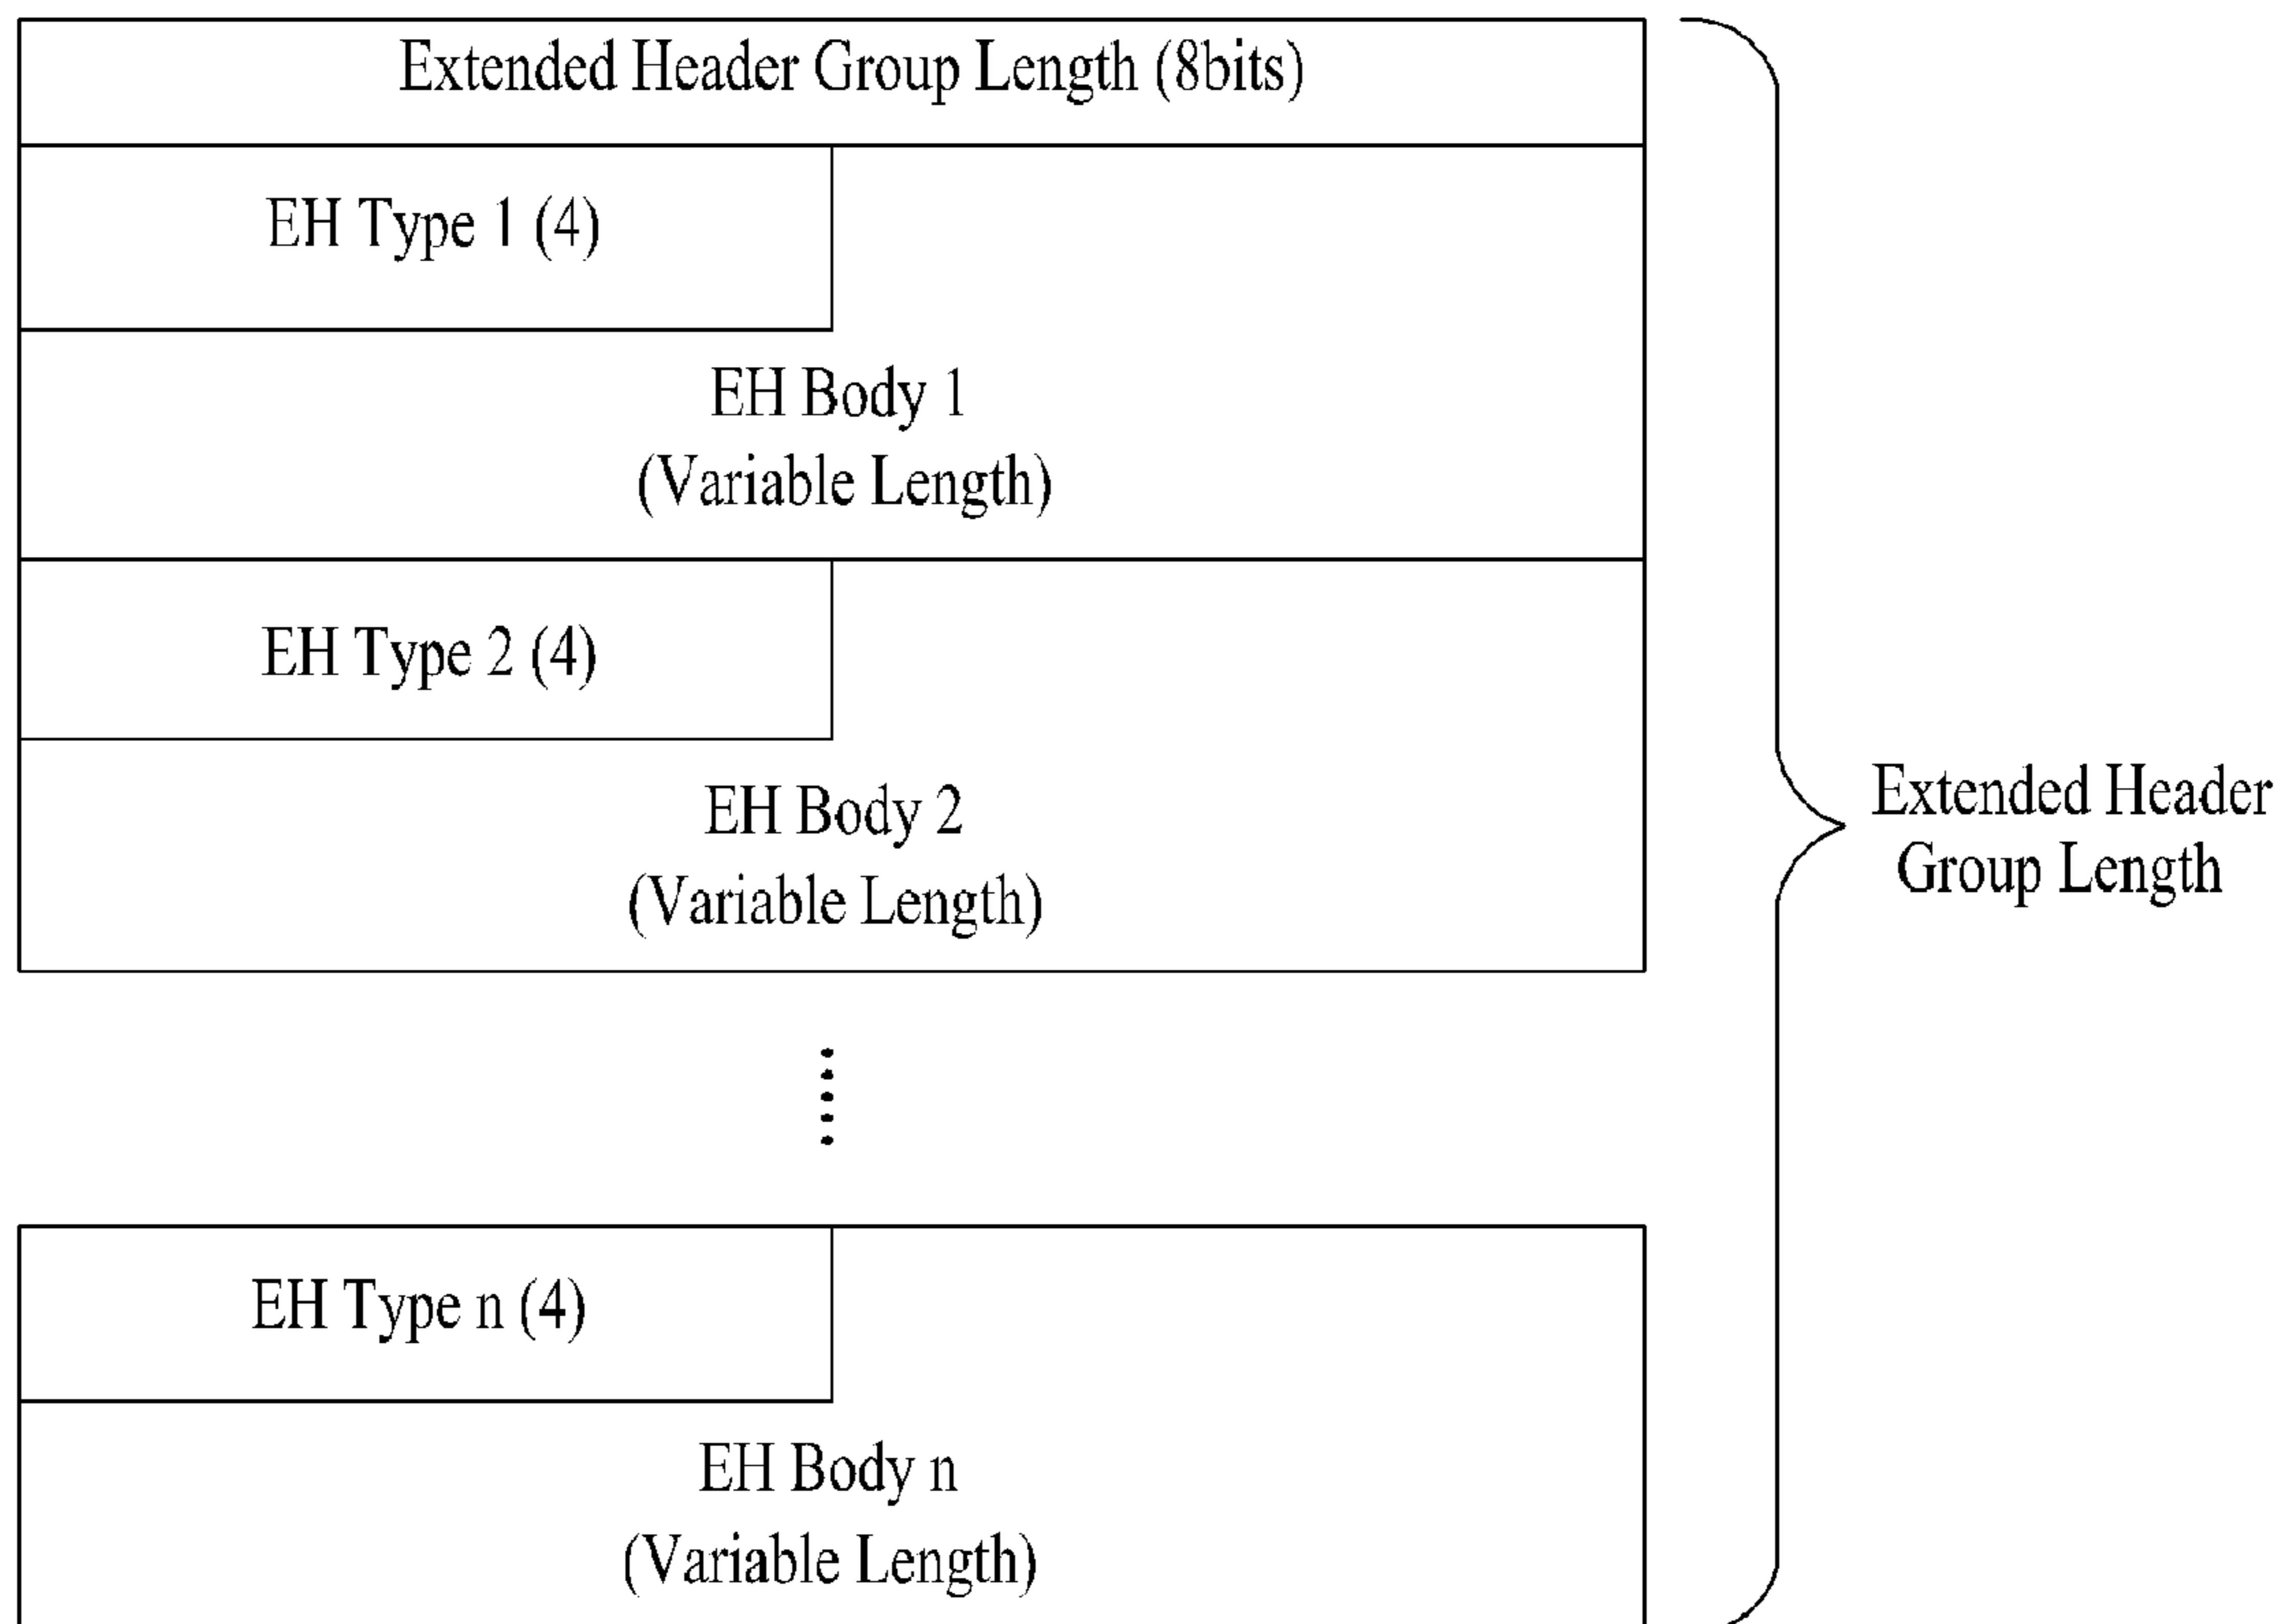 Extended Header Group Length (8bits)
EH Type 1 (4)
EH Body 1
(Variable Length)
EH Type 2 (4)
EH Body 2
(Variable Length)
Extended Header
Group Length
EH Type n (4)
EH Body n
(Variable Length)